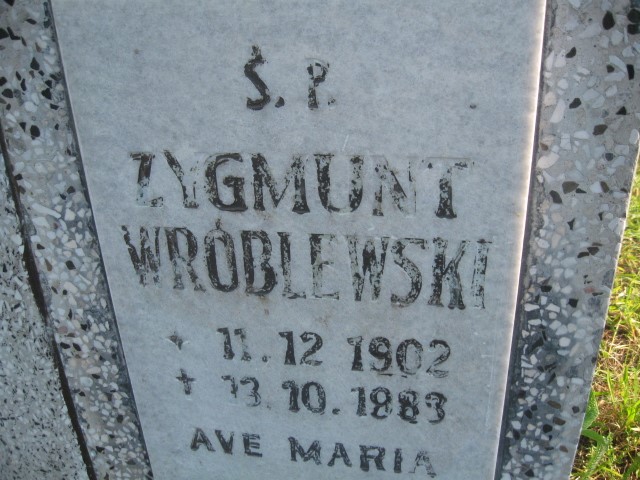 Ś. P.
ZYGMUNT
WRÓBLEWSKI
* 11.12 1902
+ 13.10.1983
AVE MARIA